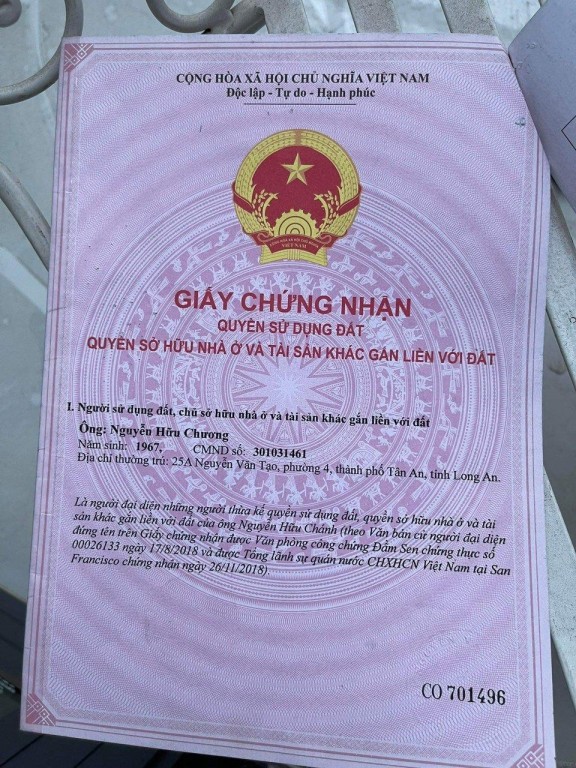 CỘNG HÒA XÃ HỘI CHỦ NGHĨA VIỆT NAM
Độc lập - Tự do - Hạnh phúc
CỘNG HÒA XÃ HỘI CHỦ NGHĨA
VIỆT NAM
GIẤY CHỨNG NHẬN
QUYỀN SỬ DỤNG ĐẤT
QUYỀN SỞ HỮU NHÀ Ở VÀ TÀI SẢN KHÁC GẮN LIỀN VỚI ĐẤT
I. Người sử dụng đất, chủ sở hữu nhà ở và tài sản khác gắn liền với đất
Ông: Nguyễn Hữu Chương
Năm sinh: 1967, CMND số: 301031461
Địa chỉ thường trú: 25A Nguyễn Văn Tạo, phường 4, thành phố Tân An, tỉnh Long An.
Là người đại diện những người thừa kế quyền sử dụng đất, quyền sở hữu nhà ở và tài
sản khác gắn liền với đất của ông Nguyễn Hữu Chánh (theo Văn bản cử người đại diện
đứng tên trên Giấy chứng nhận được Văn phòng công chứng Đầm Sen chứng thực số
00026133 ngày 17/8/2018 và được Tổng lãnh sự quán nước CHXHCN Việt Nam tại San
Francisco chứng nhận ngày 26/11/2018).
CO 701496